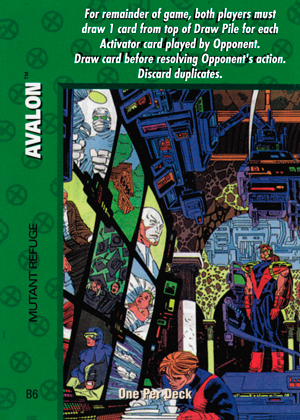 For remainder of game, both players must
draw 1 card from top of Draw Pile for each
Activator card played by Opponent.
Draw card before resolving Opponent's action.
Discard duplicates.
AVALON™
MUTANT REFUGE
B6
One Per Deck